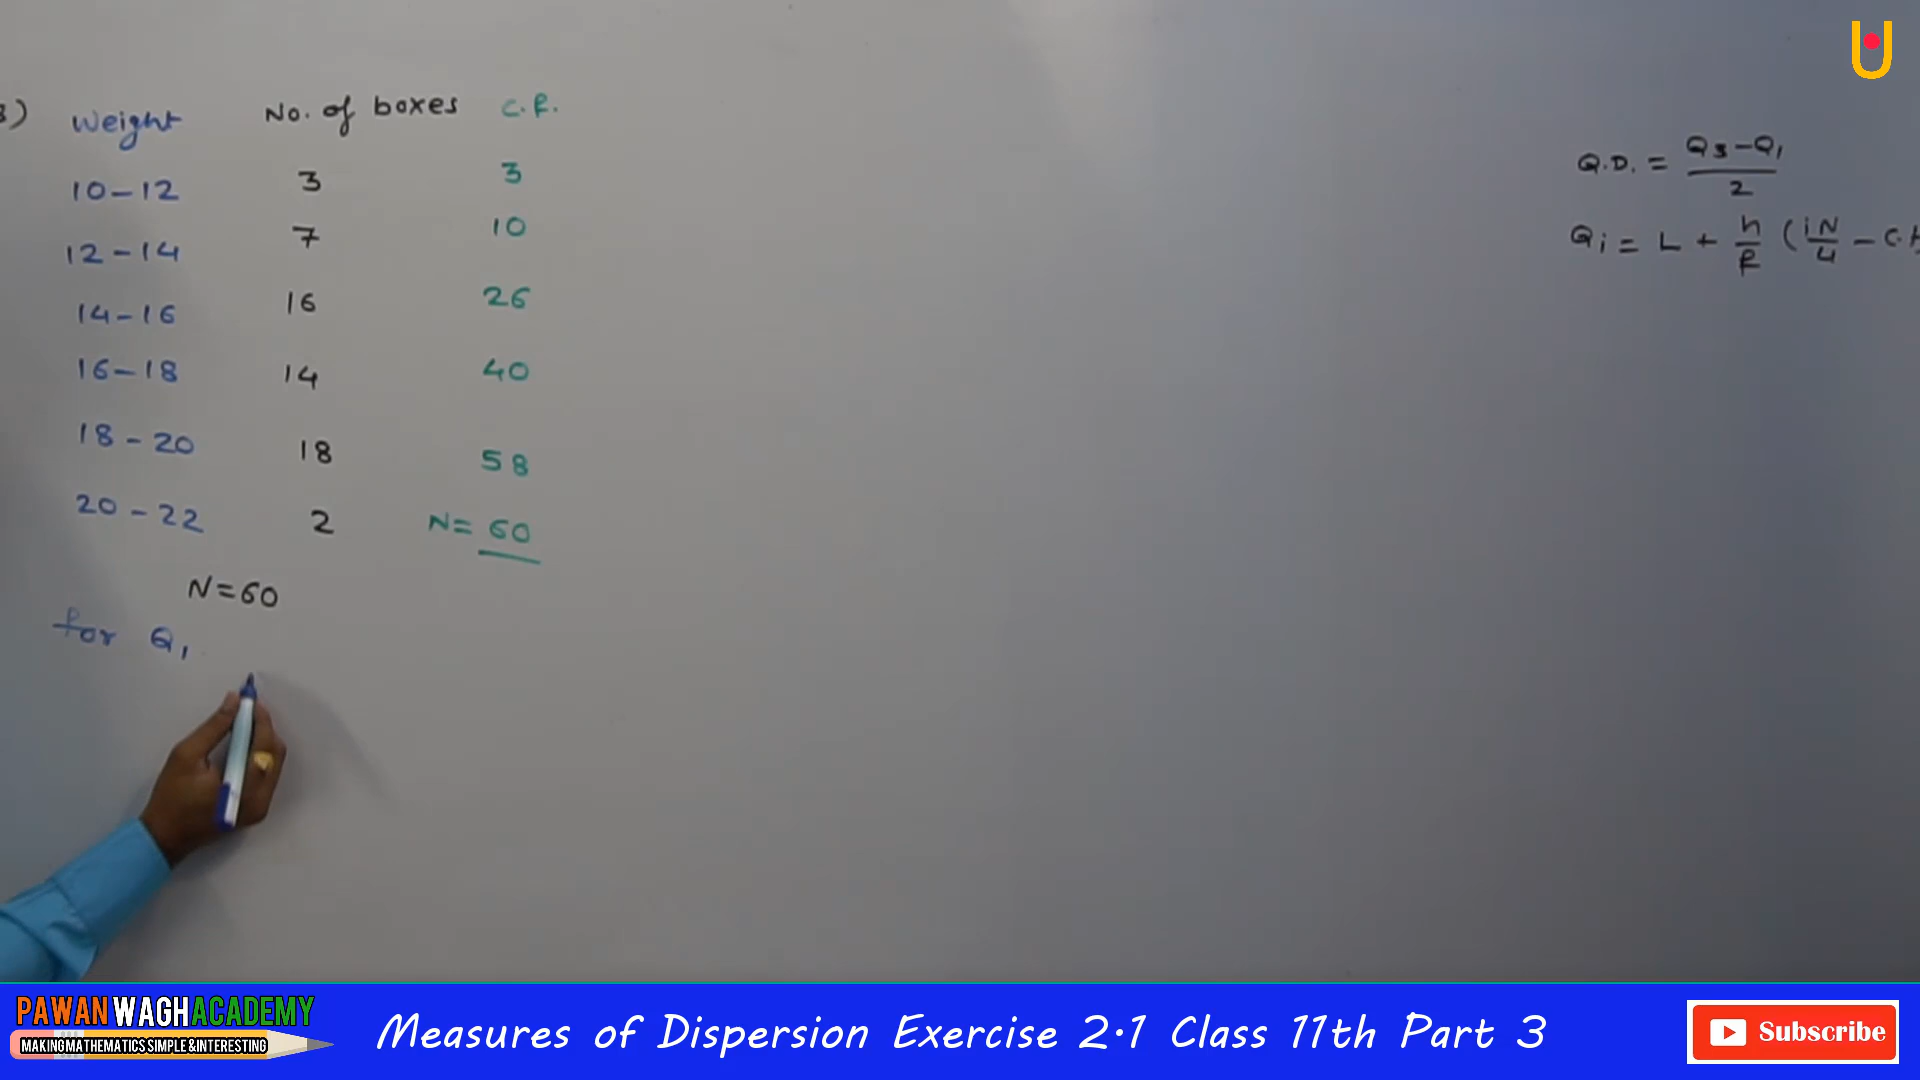 Weight No. of boxes C.F.
10-12 3 3
12-14 7 10
14-16 16 26
16-18 14 40
18-20 18 58
20-22 2 N= 60
N=60
for Q1
Q.D. = Q3-Q1 / 2
Qi = L + h/f (iN/4 - C.F
PAWAN WAGH ACADEMY
MAKING MATHEMATICS SIMPLE & INTERESTING
Measures of Dispersion Exercise 2.1 Class 11th Part 3
Subscribe